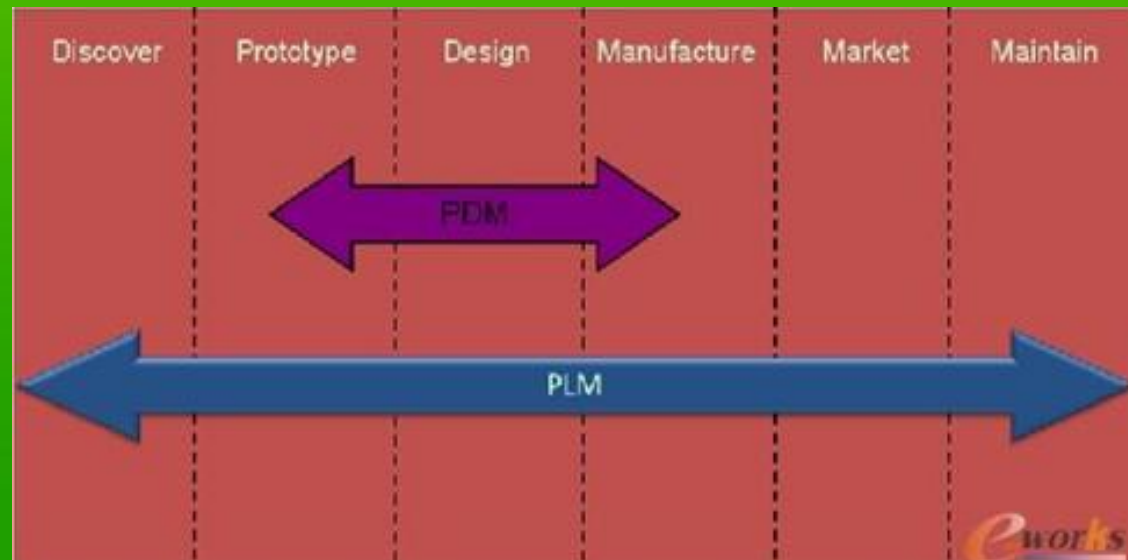 Discover Prototype Design Manufacture Market Maintain
PDM
PLM
eworks